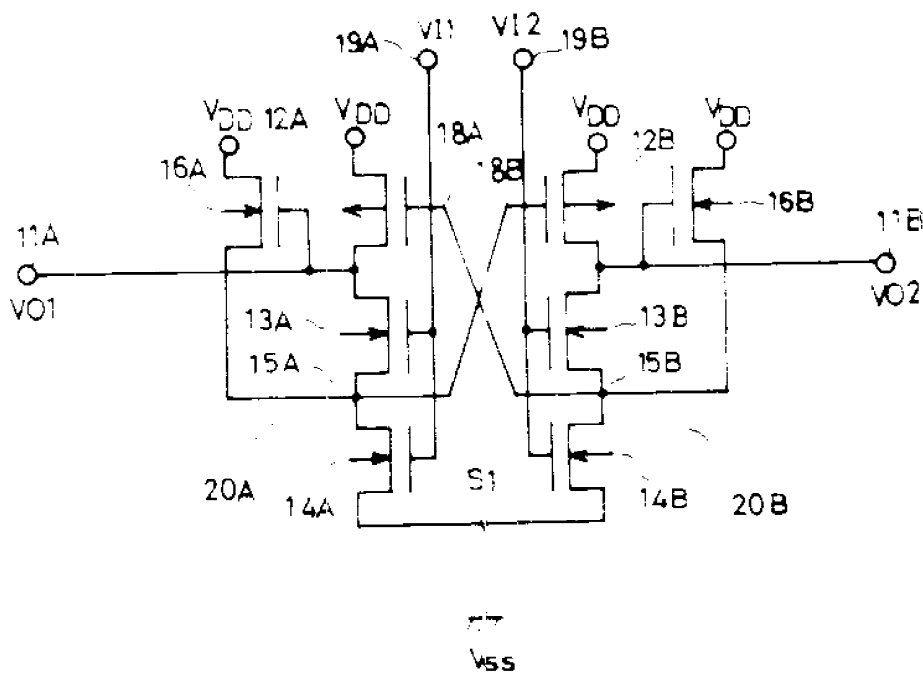 VI1 VI2
19A 19B
VDD 12A VDD VDD VDD
18A 12B
16A 18B 16B
11A 11B
VO1 VO2
13A 13B
15A 15B
S1
20A 14A 14B 20B
VSS